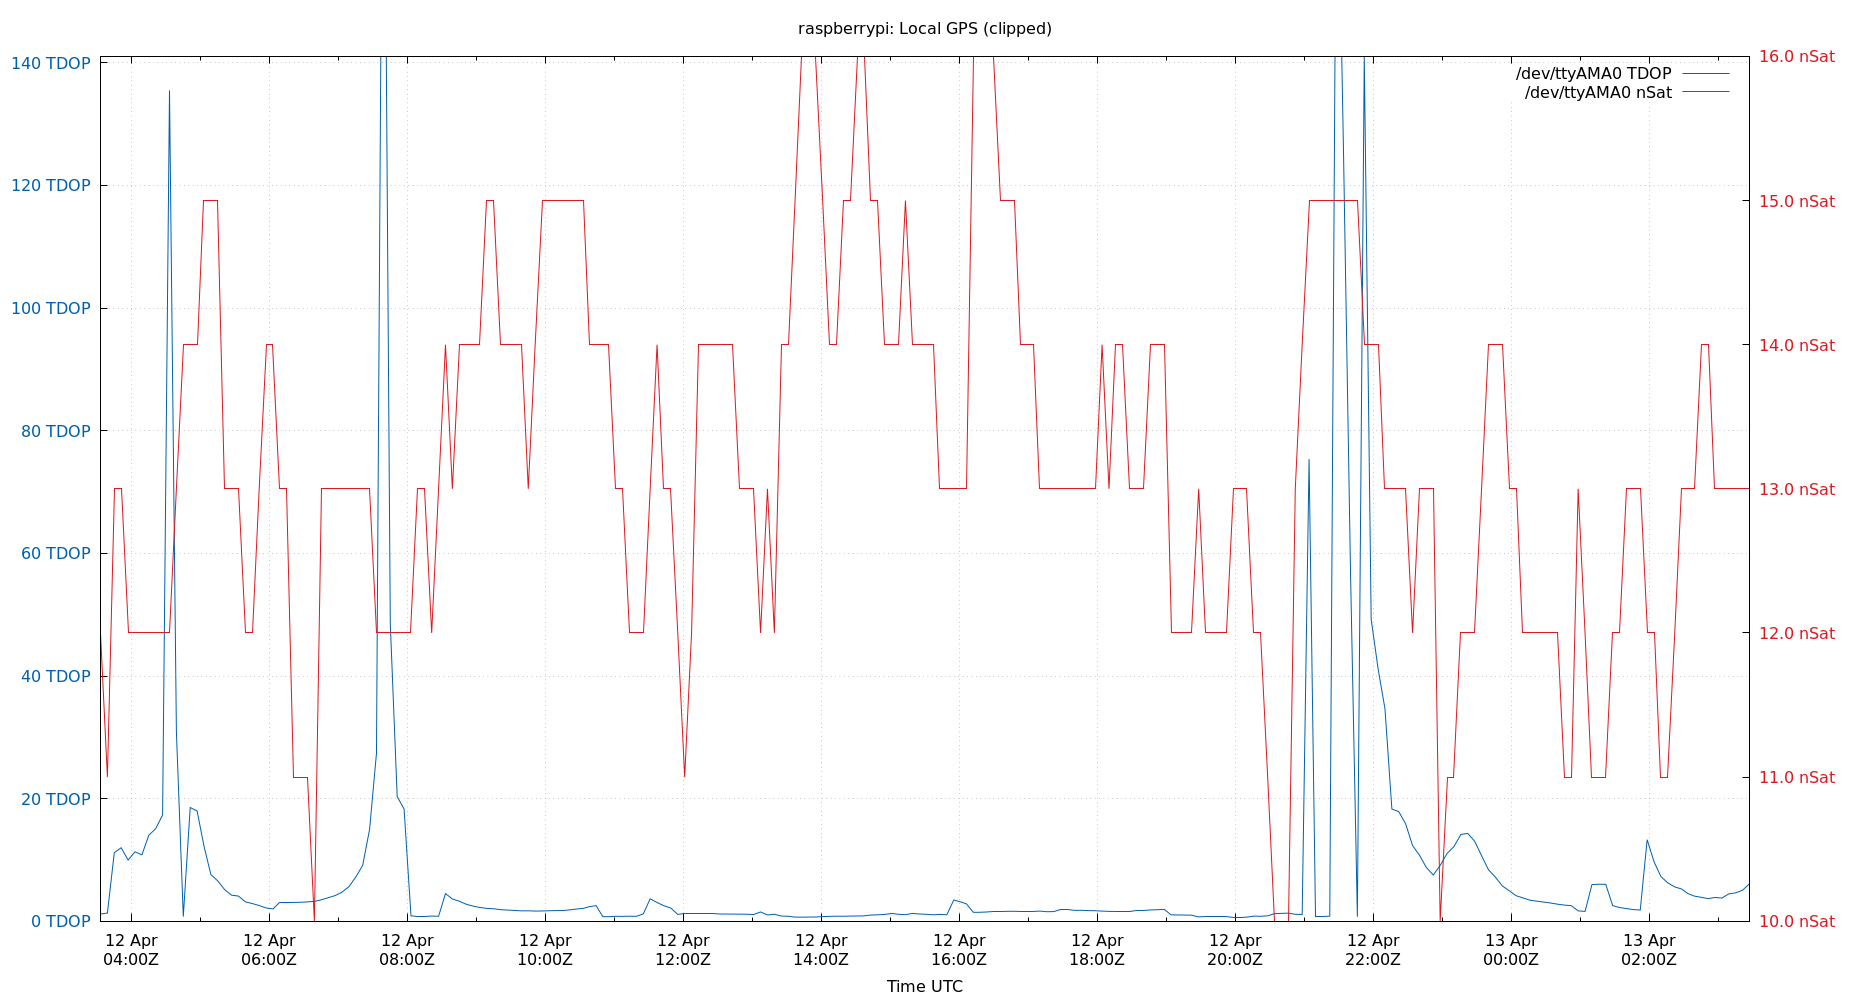 raspberrypi: Local GPS (clipped)
/dev/ttyAMA0 TDOP
/dev/ttyAMA0 nSat
140 TDOP
120 TDOP
100 TDOP
80 TDOP
60 TDOP
40 TDOP
20 TDOP
0 TDOP
16.0 nSat
15.0 nSat
14.0 nSat
13.0 nSat
12.0 nSat
11.0 nSat
10.0 nSat
12 Apr
04:00Z
12 Apr
06:00Z
12 Apr
08:00Z
12 Apr
10:00Z
12 Apr
12:00Z
12 Apr
14:00Z
12 Apr
16:00Z
12 Apr
18:00Z
12 Apr
20:00Z
12 Apr
22:00Z
13 Apr
00:00Z
13 Apr
02:00Z
Time UTC